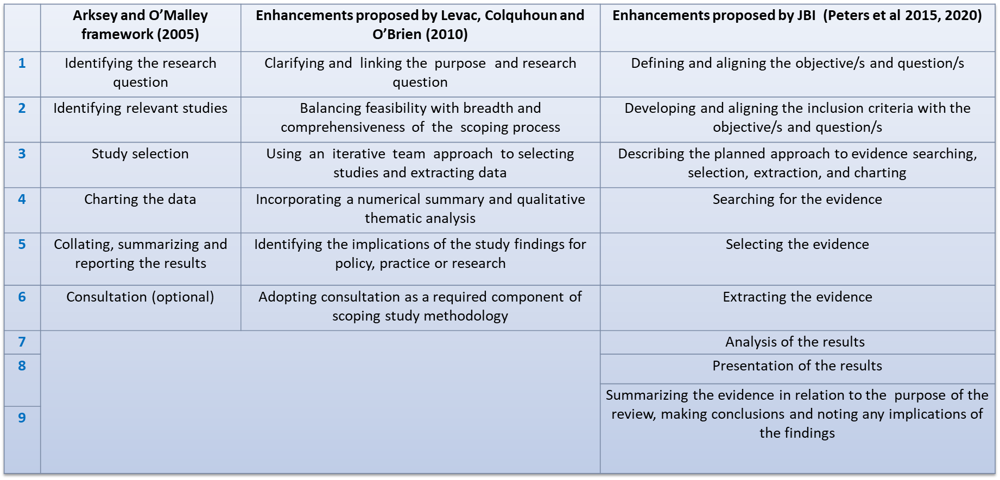 Arksey and O’Malley
framework (2005)
Enhancements proposed by Levac, Colquhoun and
O’Brien (2010)
Enhancements proposed by JBI (Peters et al 2015, 2020)
1
Identifying the research
question
Clarifying and linking the purpose and research
question
Defining and aligning the objective/s and question/s
2
Identifying relevant studies
Balancing feasibility with breadth and
comprehensiveness of the scoping process
Developing and aligning the inclusion criteria with the
objective/s and question/s
3
Study selection
Using an iterative team approach to selecting
studies and extracting data
Describing the planned approach to evidence searching,
selection, extraction, and charting
4
Charting the data
Incorporating a numerical summary and qualitative
thematic analysis
Searching for the evidence
5
Collating, summarizing and
reporting the results
Identifying the implications of the study findings for
policy, practice or research
Selecting the evidence
6
Consultation (optional)
Adopting consultation as a required component of
scoping study methodology
Extracting the evidence
7
Analysis of the results
8
Presentation of the results
9
Summarizing the evidence in relation to the purpose of the
review, making conclusions and noting any implications of
the findings